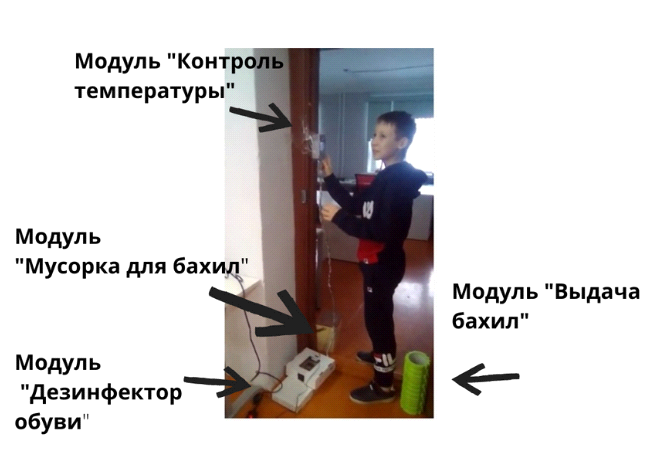 Модуль "Контроль
температуры"
Модуль
"Мусорка для бахил"
Модуль "Выдача
бахил"
Модуль
"Дезинфектор
обуви"